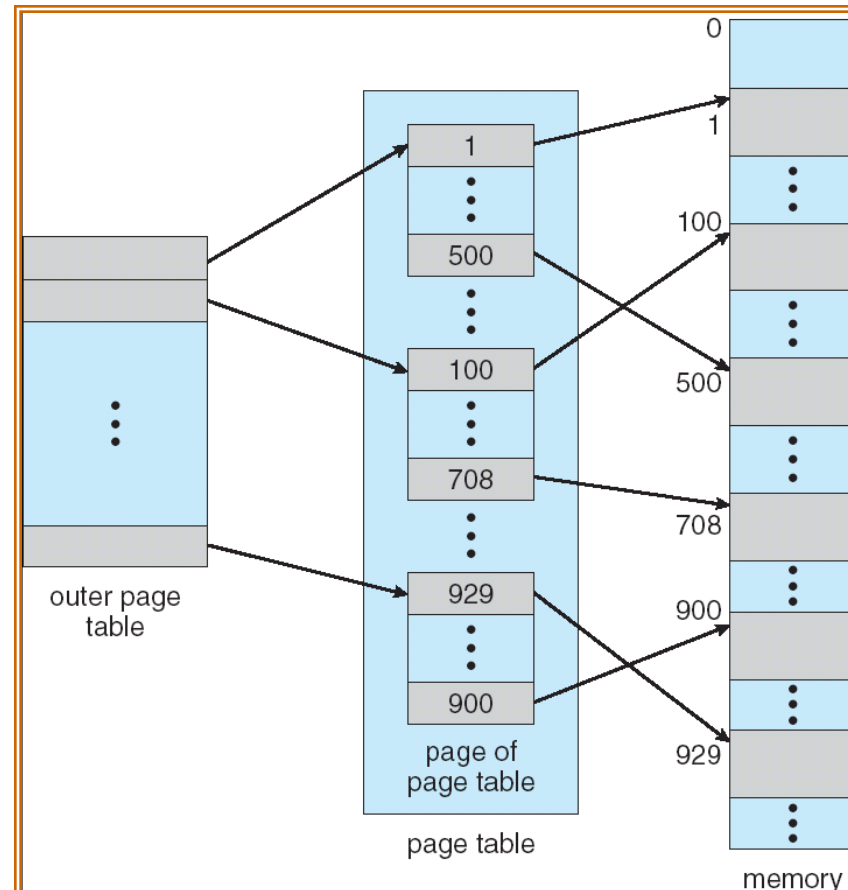 outer page
table
1
500
100
708
929
900
page of
page table
page table
0
1
100
500
708
900
929
memory